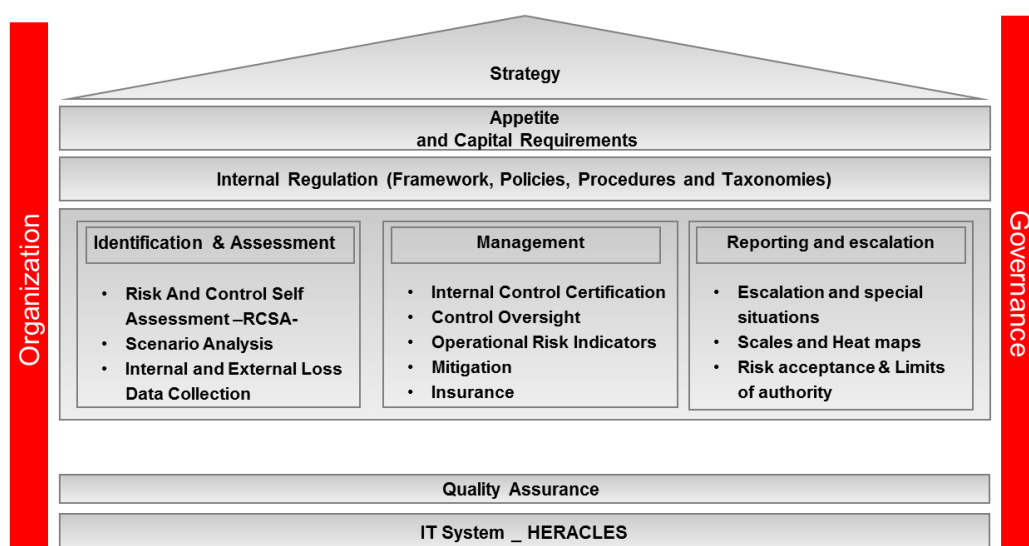 Strategy
Appetite
and Capital Requirements
Internal Regulation (Framework, Policies, Procedures and Taxonomies)
Organization
Identification & Assessment
• Risk And Control Self
Assessment –RCSA-
• Scenario Analysis
• Internal and External Loss
Data Collection
Management
• Internal Control Certification
• Control Oversight
• Operational Risk Indicators
• Mitigation
• Insurance
Reporting and escalation
• Escalation and special
situations
• Scales and Heat maps
• Risk acceptance & Limits
of authority
Governance
Quality Assurance
IT System _ HERACLES